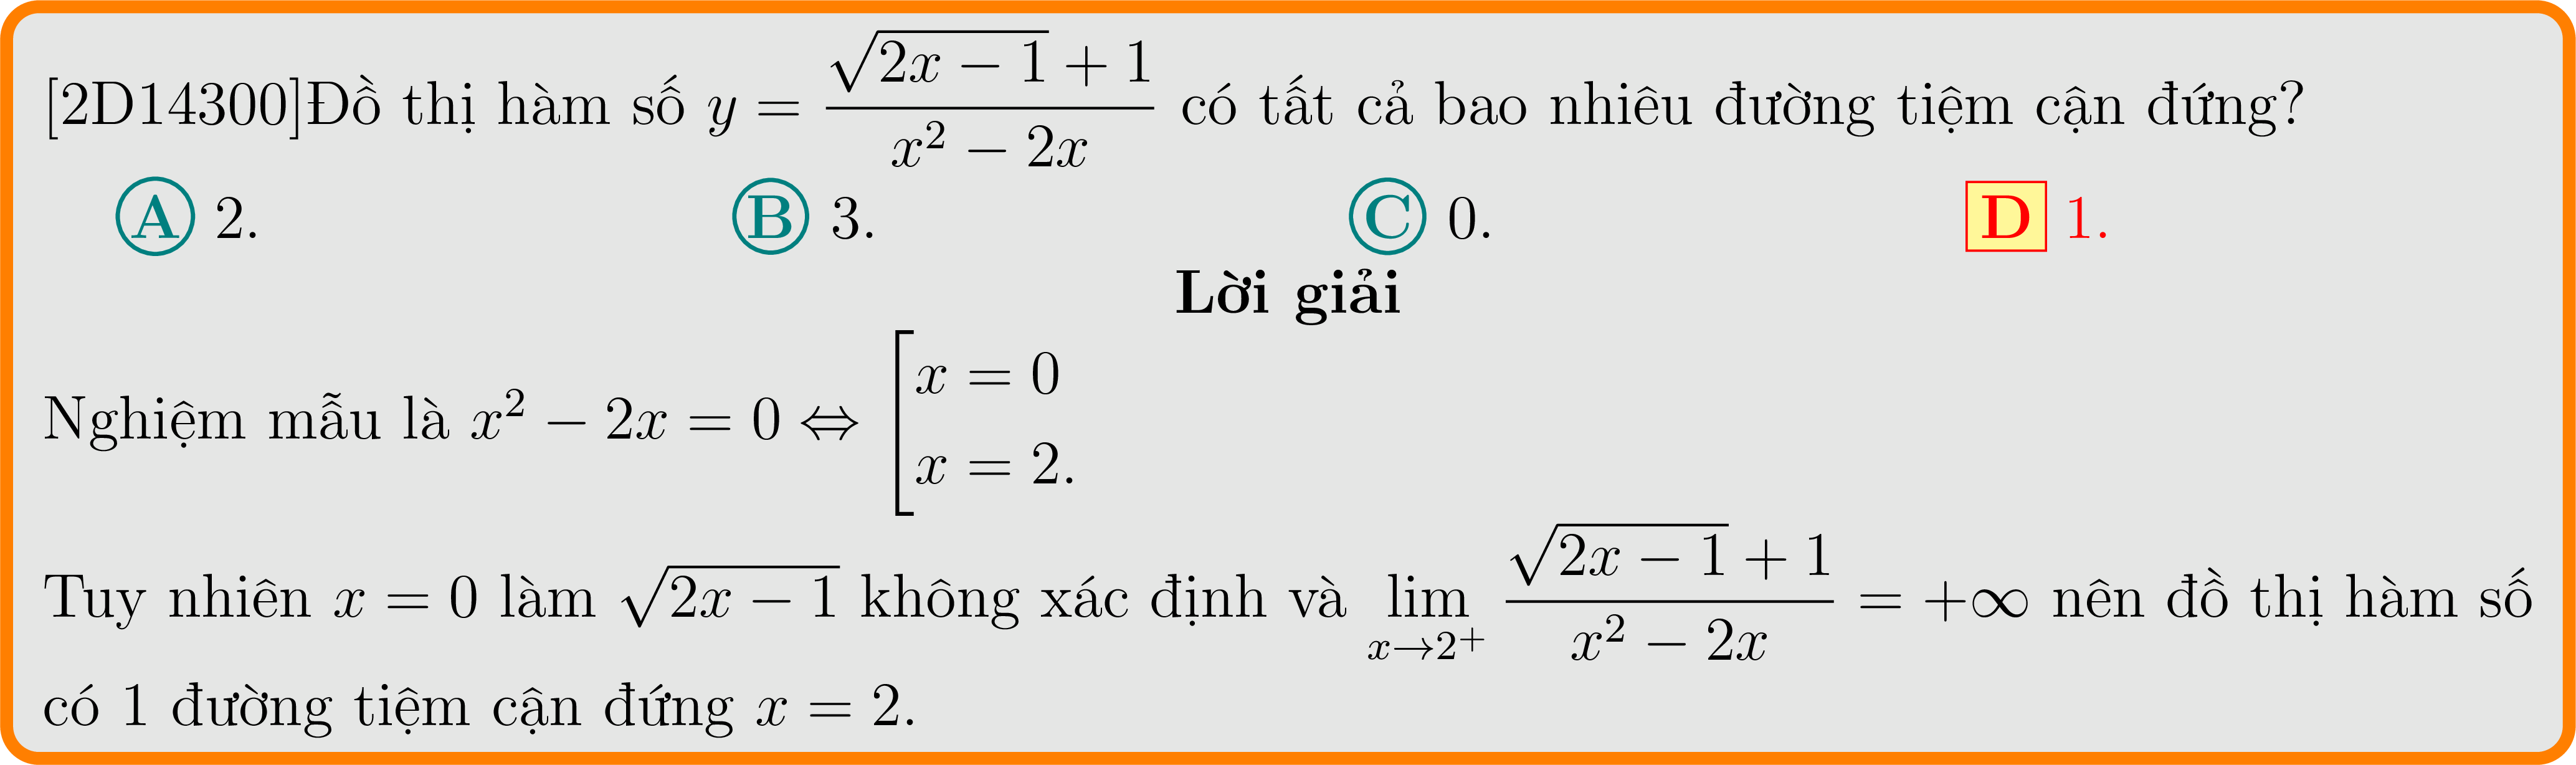 [2D14300]Đồ thị hàm số $y = \dfrac{\sqrt{2x-1}+1}{x^2-2x}$ có tất cả bao nhiêu đường tiệm cận đứng?
A 2. B 3. C 0. D 1.
Lời giải
Nghiệm mẫu là $x^2 - 2x = 0 \Leftrightarrow \left[\begin{array}{l} x = 0 \\ x = 2. \end{array}\right.$
Tuy nhiên $x = 0$ làm $\sqrt{2x-1}$ không xác định và $\lim\limits_{x \to 2^+} \dfrac{\sqrt{2x-1}+1}{x^2-2x} = +\infty$ nên đồ thị hàm số
có 1 đường tiệm cận đứng $x = 2$.